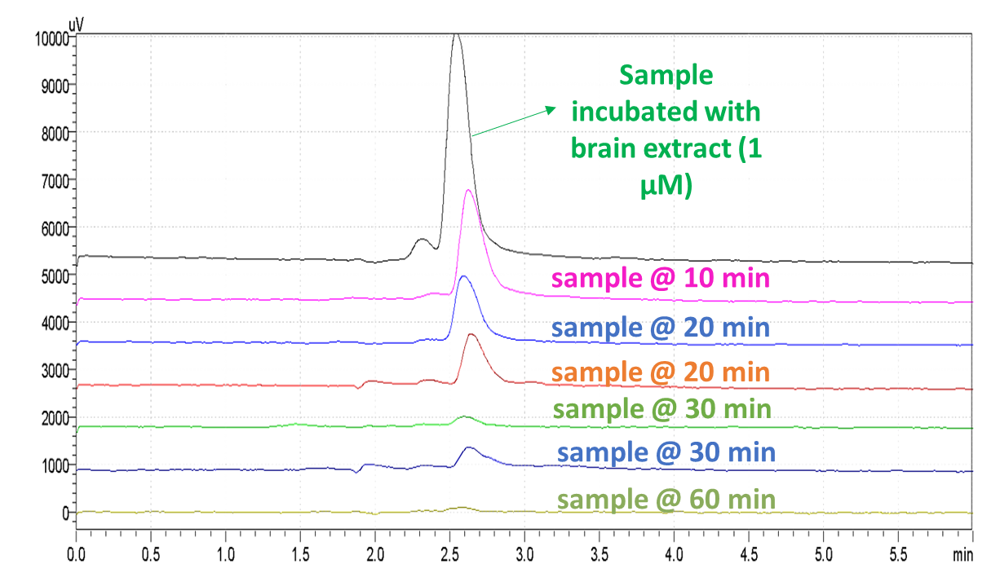 uV
10000
9000
8000
7000
6000
5000
4000
3000
2000
1000
0
Sample
incubated with
brain extract (1
µM)
sample @ 10 min
sample @ 20 min
sample @ 20 min
sample @ 30 min
sample @ 30 min
sample @ 60 min
0.0 0.5 1.0 1.5 2.0 2.5 3.0 3.5 4.0 4.5 5.0 5.5 min